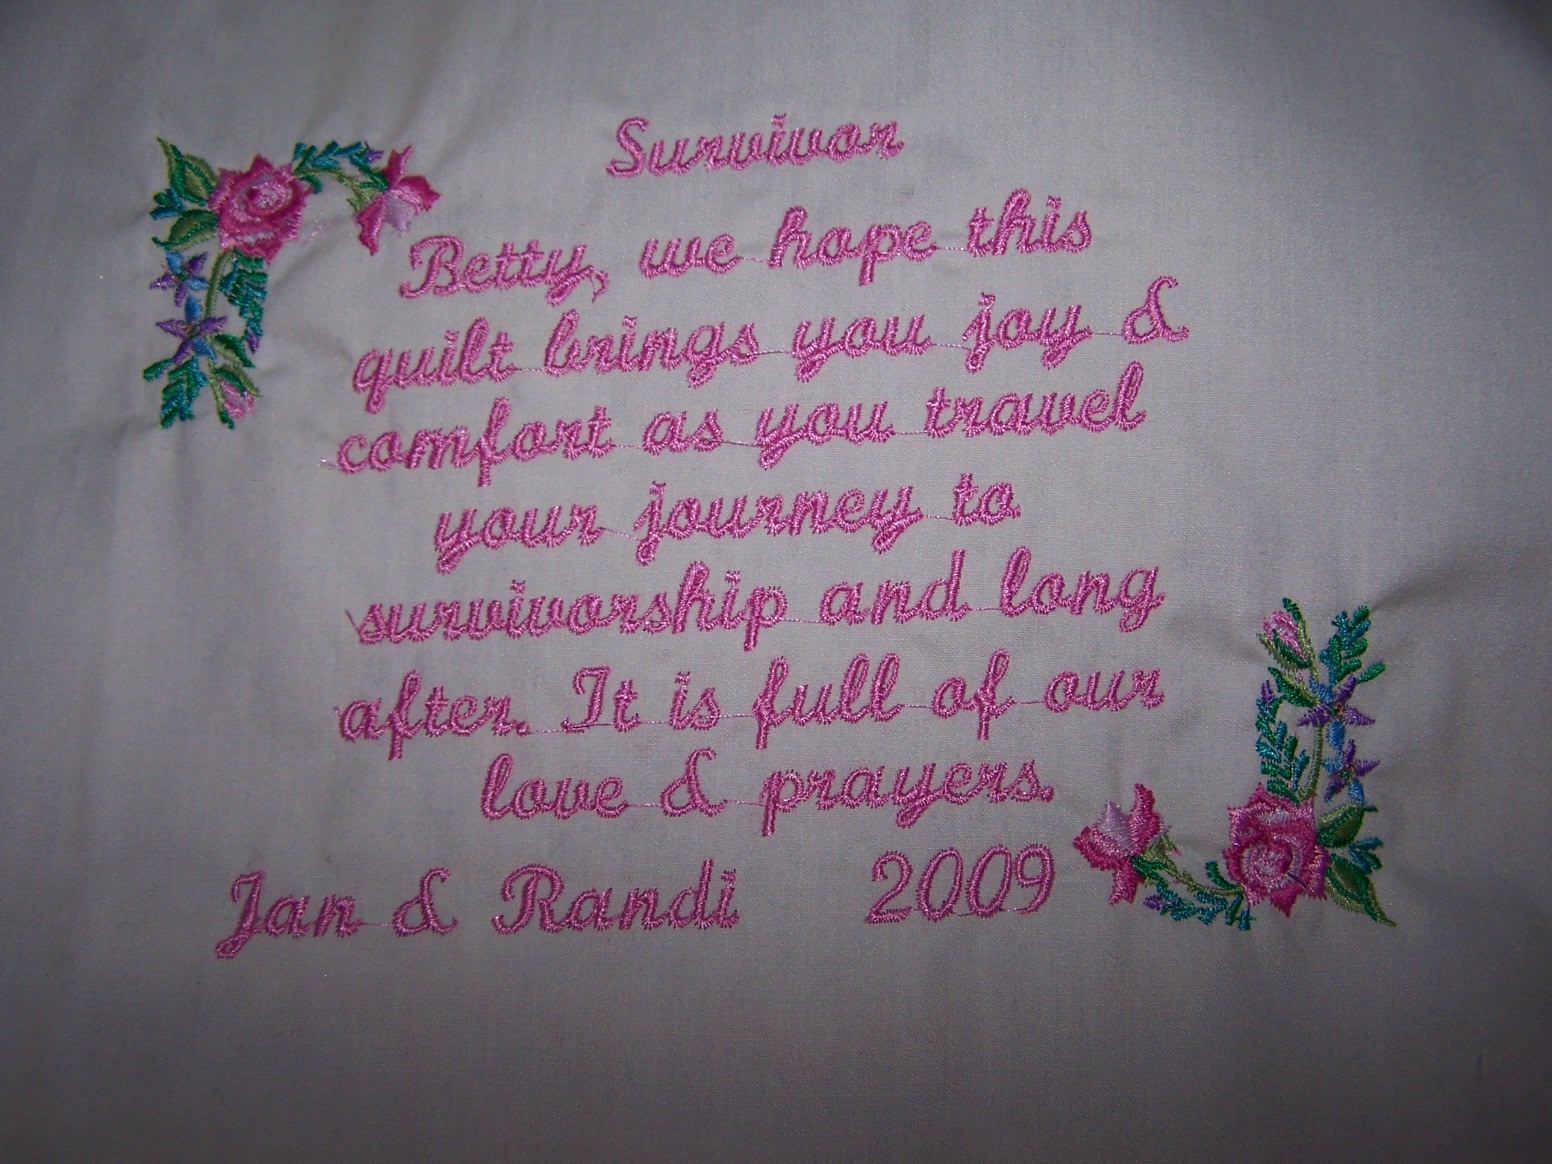 Survivor
Betty, we hope this
quilt brings you joy &
comfort as you travel
your journey to
survivorship and long
after. It is full of our
love & prayers.
Jan & Randi 2009